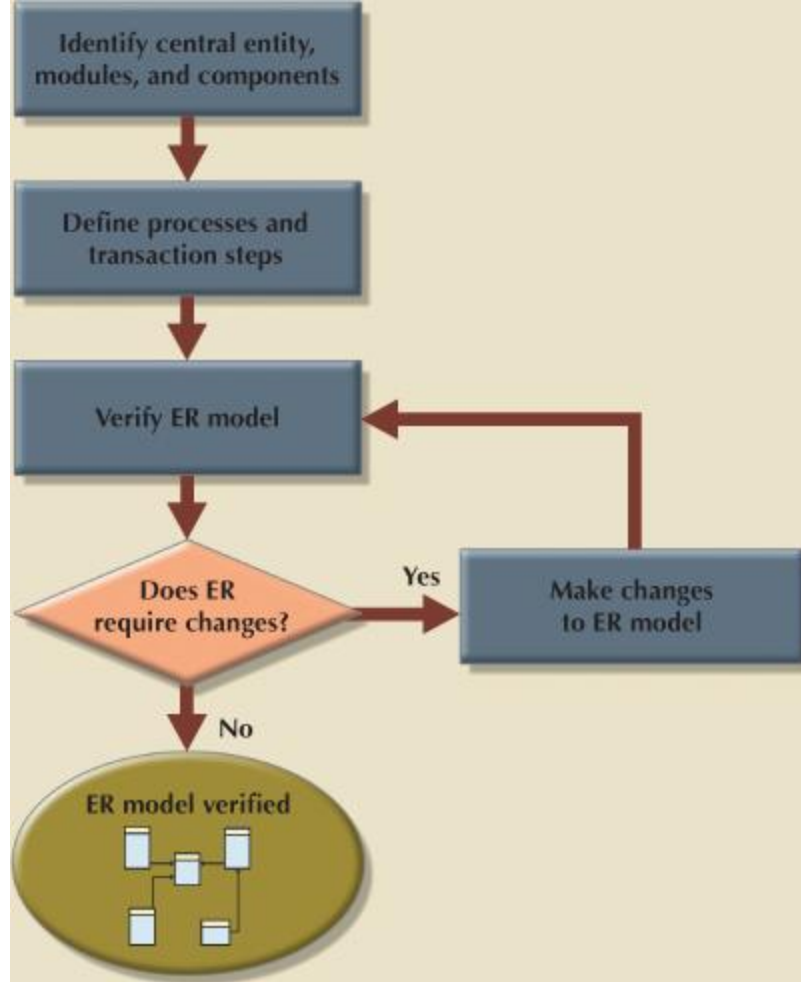 Identify central entity,
modules, and components
Define processes and
transaction steps
Verify ER model
Does ER
require changes?
Yes
Make changes
to ER model
No
ER model verified